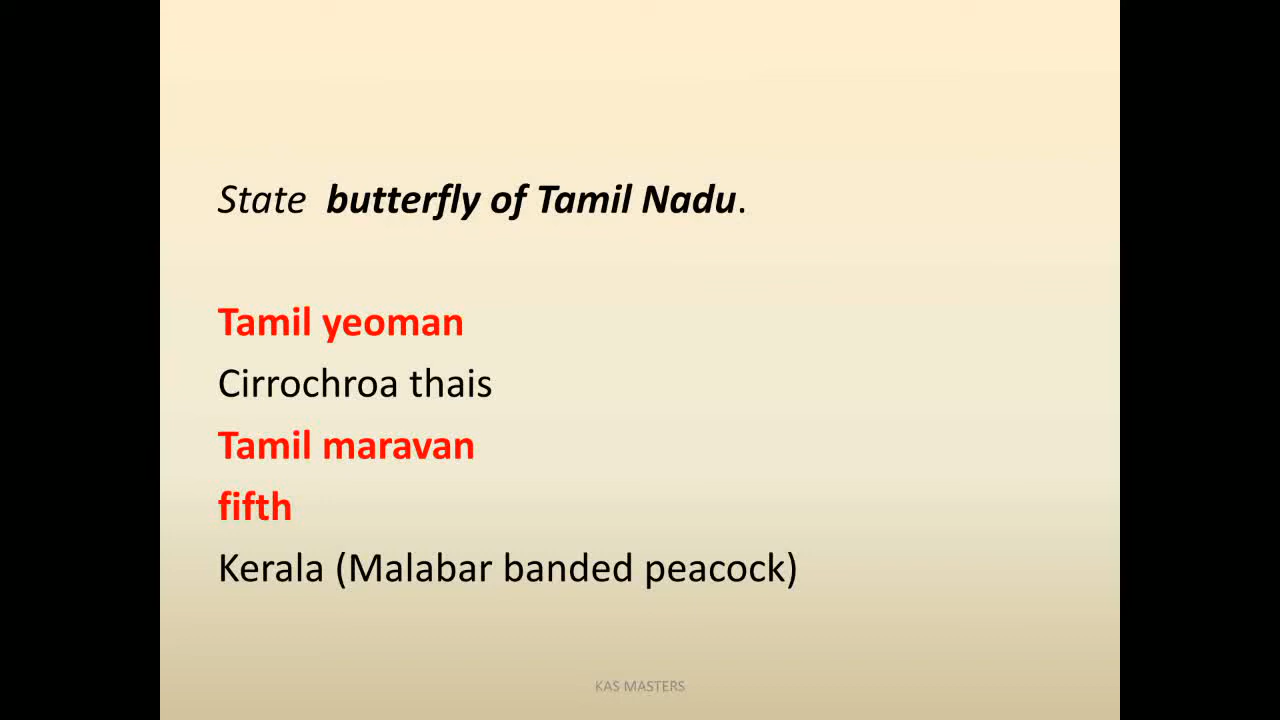 State butterfly of Tamil Nadu.
Tamil yeoman
Cirrochroa thais
Tamil maravan
fifth
Kerala (Malabar banded peacock)
KAS MASTERS